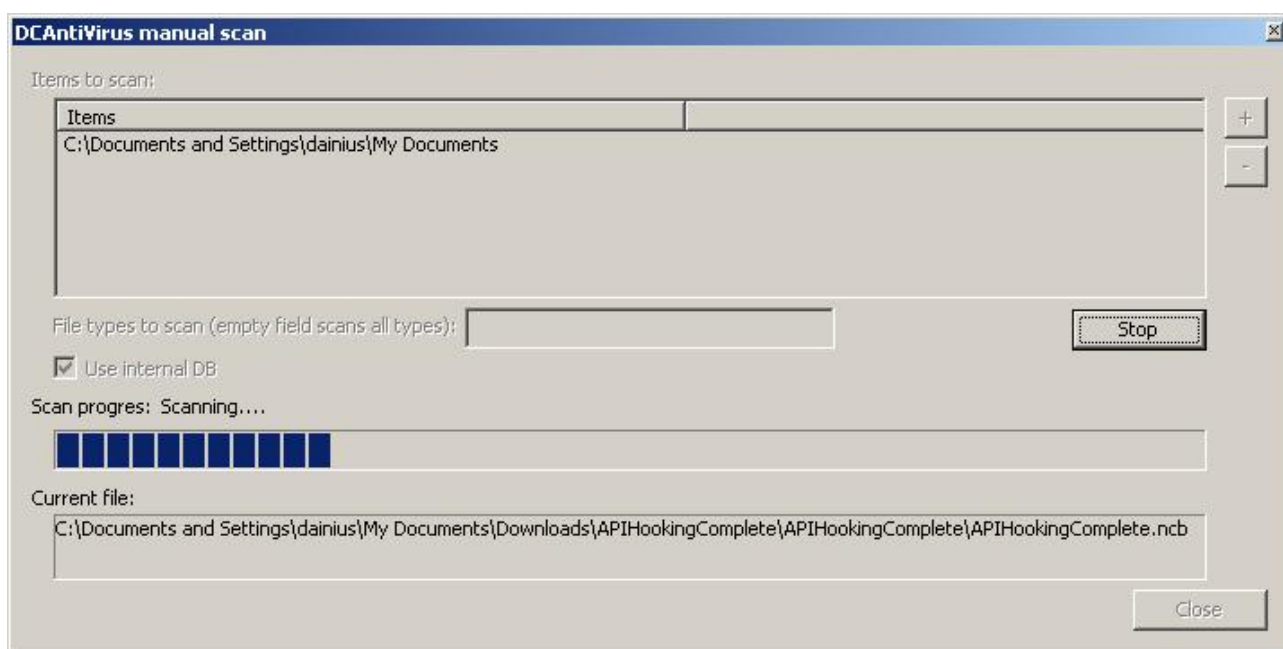 DCAntiVirus manual scan
Items to scan:
Items
+
C:\Documents and Settings\dainius\My Documents
-
File types to scan (empty field scans all types):
Stop
Use internal DB
Scan progres: Scanning....
Current file:
C:\Documents and Settings\dainius\My Documents\Downloads\APIHookingComplete\APIHookingComplete\APIHookingComplete.ncb
Close